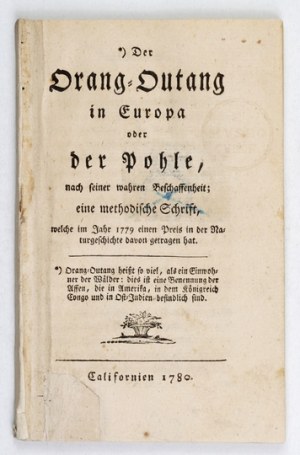 *) Der
Orang-Outang
in Europa
oder
der Pohle,
nach seiner wahren Beschaffenheit;
eine methodische Schrift,
welche im Jahr 1779 einen Preis in der Na-
turgeschichte davon getragen hat.
*) Orang-Outang heißt so viel, als ein Einwoh-
ner der Wälder: dies ist eine Benennung der
Affen, die in Amerika, in dem Königreich
Congo und in Ost-Indien befindlich sind.
Californien 1780.